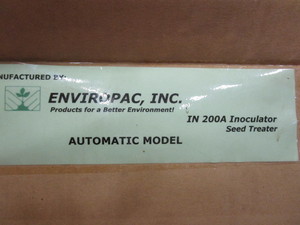 NUFACTURED BY:
ENVIROPAC, INC.
Products for a Better Environment!
IN 200A Inoculator
Seed Treater
AUTOMATIC MODEL